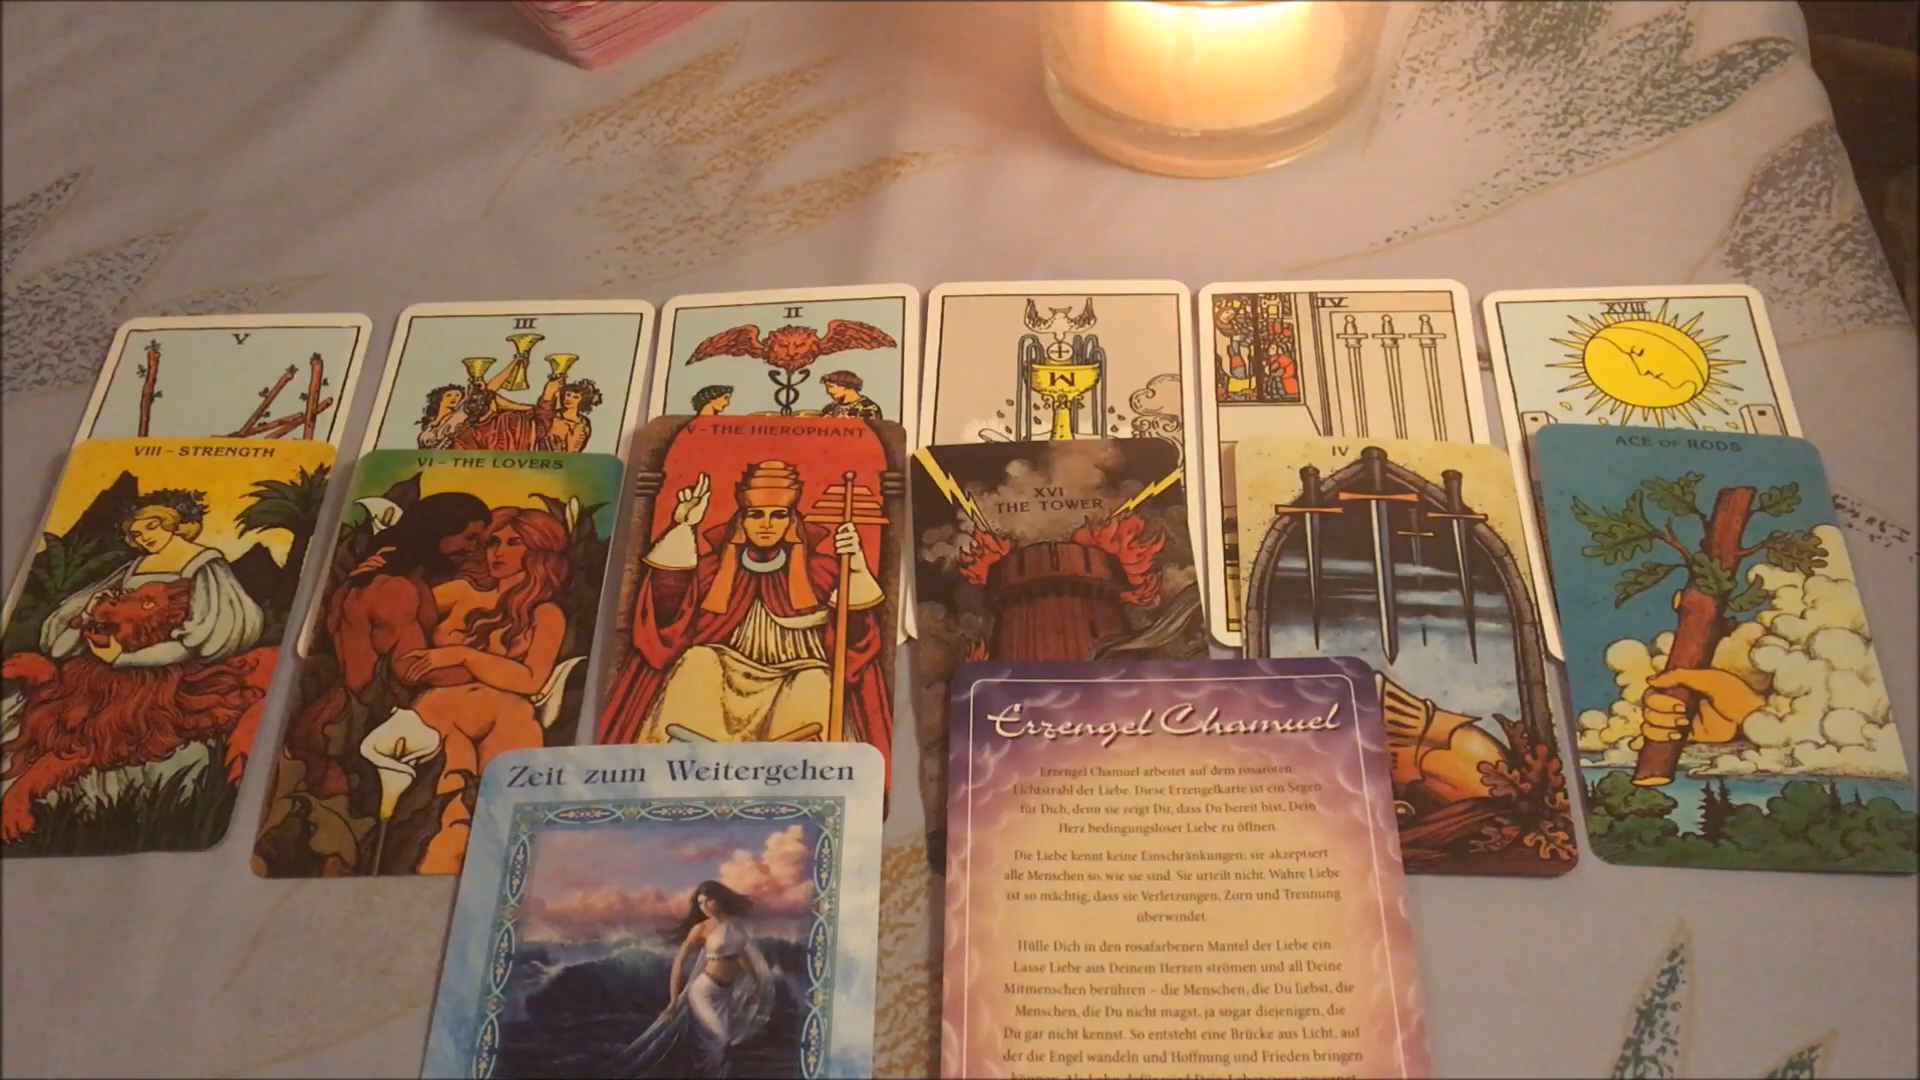 V
III
II
IV
XVIII
M
VIII – STRENGTH
VI – THE LOVERS
V – THE HIEROPHANT
XVI
THE TOWER
IV
ACE OF RODS
Zeit zum Weitergehen
Erzengel Chamuel
Erzengel Chamuel arbeitet auf dem rosaroten
Lichtstrahl der Liebe. Diese Erzengelkarte ist ein Segen
für Dich, denn sie zeigt Dir, dass Du bereit bist, Dein
Herz bedingungsloser Liebe zu öffnen.
Die Liebe kennt keine Einschränkungen; sie akzeptiert
alle Menschen so, wie sie sind. Sie urteilt nicht. Wahre Liebe
ist so mächtig, dass sie Verletzungen, Zorn und Trennung
überwindet.
Hülle Dich in den rosafarbenen Mantel der Liebe ein.
Lasse Liebe aus Deinem Herzen strömen und all Deine
Mitmenschen berühren – die Menschen, die Du liebst, die
Menschen, die Du nicht magst, ja sogar diejenigen, die
Du gar nicht kennst. So entsteht eine Brücke aus Licht, auf
der die Engel wandeln und Hoffnung und Frieden bringen